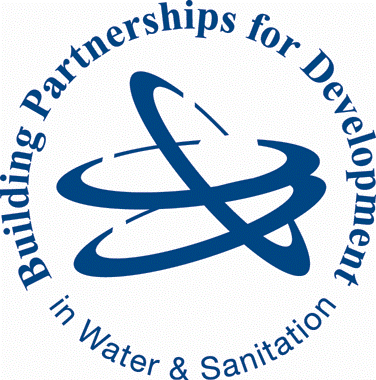 Building Partnerships for Development
in Water & Sanitation